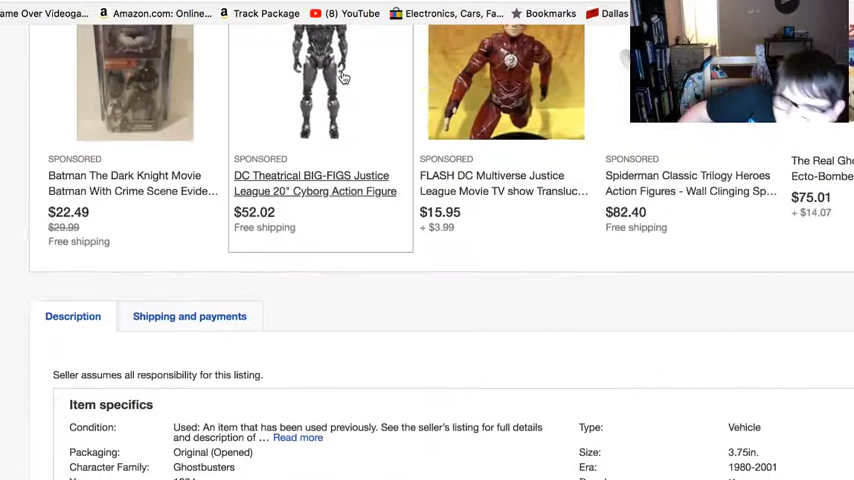 ame Over Videoga... Amazon.com: Online... Track Package (8) YouTube Electronics, Cars, Fa... Bookmarks Dallas
SPONSORED SPONSORED SPONSORED SPONSORED
Batman The Dark Knight Movie DC Theatrical BIG-FIGS Justice FLASH DC Multiverse Justice Spiderman Classic Trilogy Heroes The Real Gho
Batman With Crime Scene Evide... League 20" Cyborg Action Figure League Movie TV show Transluc... Action Figures - Wall Clinging Sp... Ecto-Bombe
$22.49 $52.02 $15.95 $82.40 $75.01
$29.99 Free shipping + $3.99 Free shipping + $14.07
Free shipping
Description Shipping and payments
Seller assumes all responsibility for this listing.
Item specifics
Condition: Used: An item that has been used previously. See the seller's listing for full details Type: Vehicle
and description of ... Read more
Packaging: Original (Opened) Size: 3.75in.
Character Family: Ghostbusters Era: 1980-2001